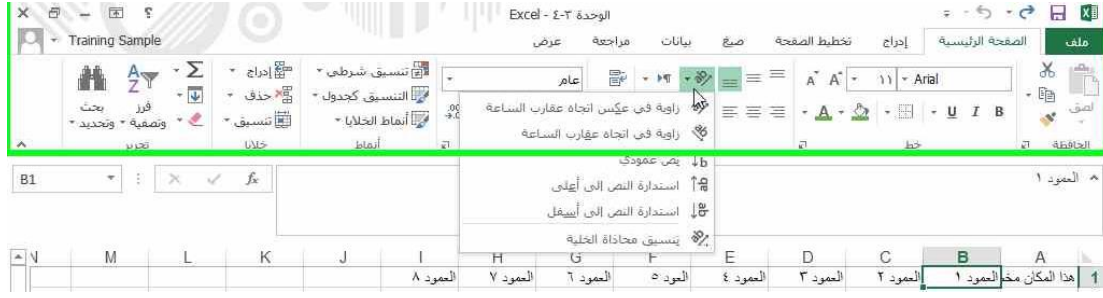 الوحدة ٣-٤ - Excel
Training Sample
ملف الصفحة الرئيسية إدراج تخطيط الصفحة صيغ بيانات مراجعة عرض
Arial ١١ عام تنسيق شرطي إدراج
B I U التنسيق كجدول حذف
لصق أنماط الخلايا تنسيق فرز وتصفية بحث وتحديد
الحافظة خط أنماط خلايا تحرير
زاوية في عكس اتجاه عقارب الساعة
زاوية في اتجاه عقارب الساعة
نص عمودي
استدارة النص إلى أعلى
استدارة النص إلى أسفل
تنسيق محاذاة الخلية
B1 fx العمود ١
A B C D E F G H I J K L M N
1 هذا المكان العمود ١ العمود ٢ العمود ٣ العمود ٤ العود ٥ العمود ٦ العمود ٧ العمود ٨